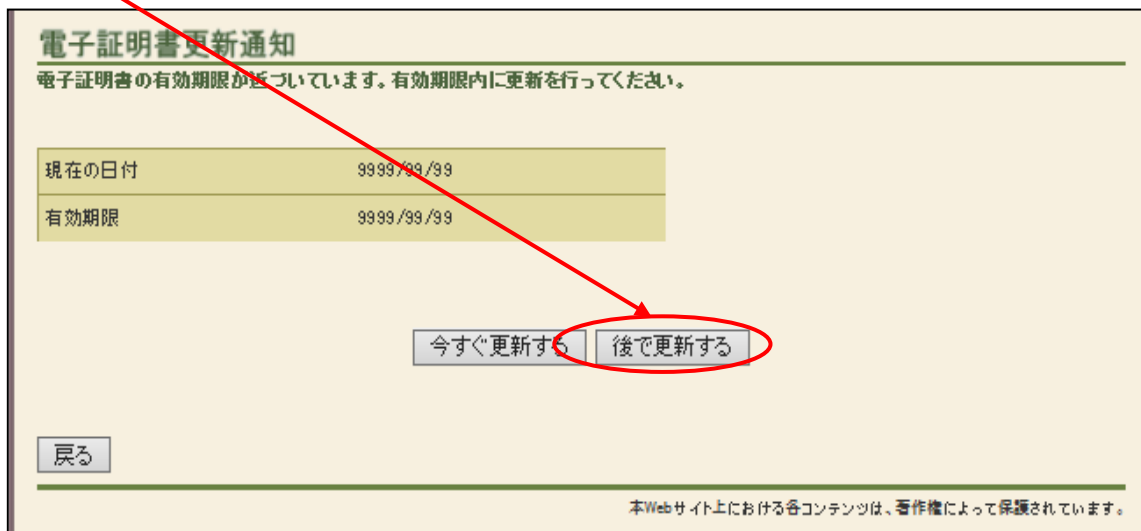 電子証明書更新通知
電子証明書の有効期限が近づいています。有効期限内に更新を行ってください。
現在の日付 9999/99/99
有効期限 9999/99/99
今すぐ更新する 後で更新する
戻る
本Webサイト上における各コンテンツは、著作権によって保護されています。